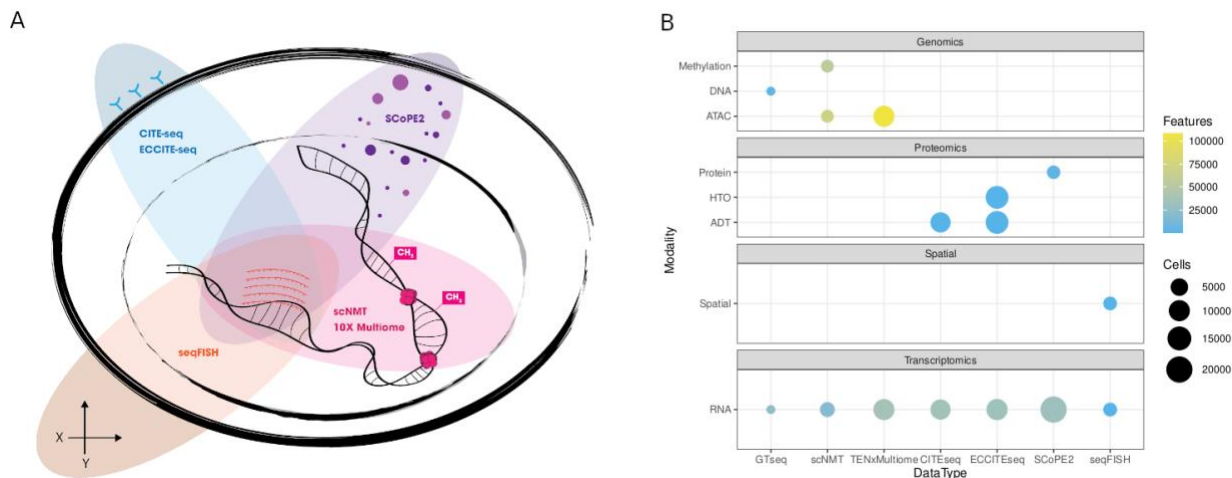 A
CITE-seq
ECCITE-seq
SCoPE2
CH3
CH3
scNMT
10X Multiome
seqFISH
X
Y
B
Genomics
Methylation
DNA
ATAC
Proteomics
Protein
HTO
ADT
Spatial
Spatial
Transcriptomics
RNA
Modality
GTseq scNMT TENxMultiome CITEseq ECCITEseq SCoPE2 seqFISH
DataType
Features
100000
75000
50000
25000
Cells
5000
10000
15000
20000